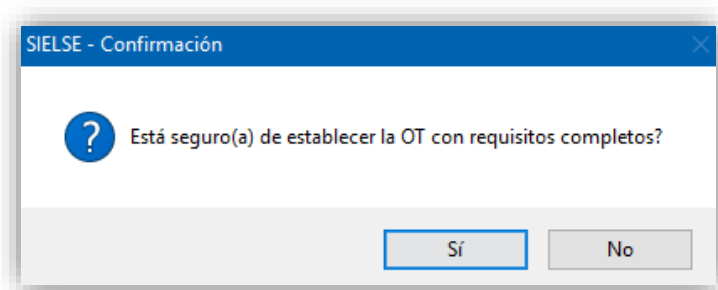 SIELSE - Confirmación
Está seguro(a) de establecer la OT con requisitos completos?
Sí
No